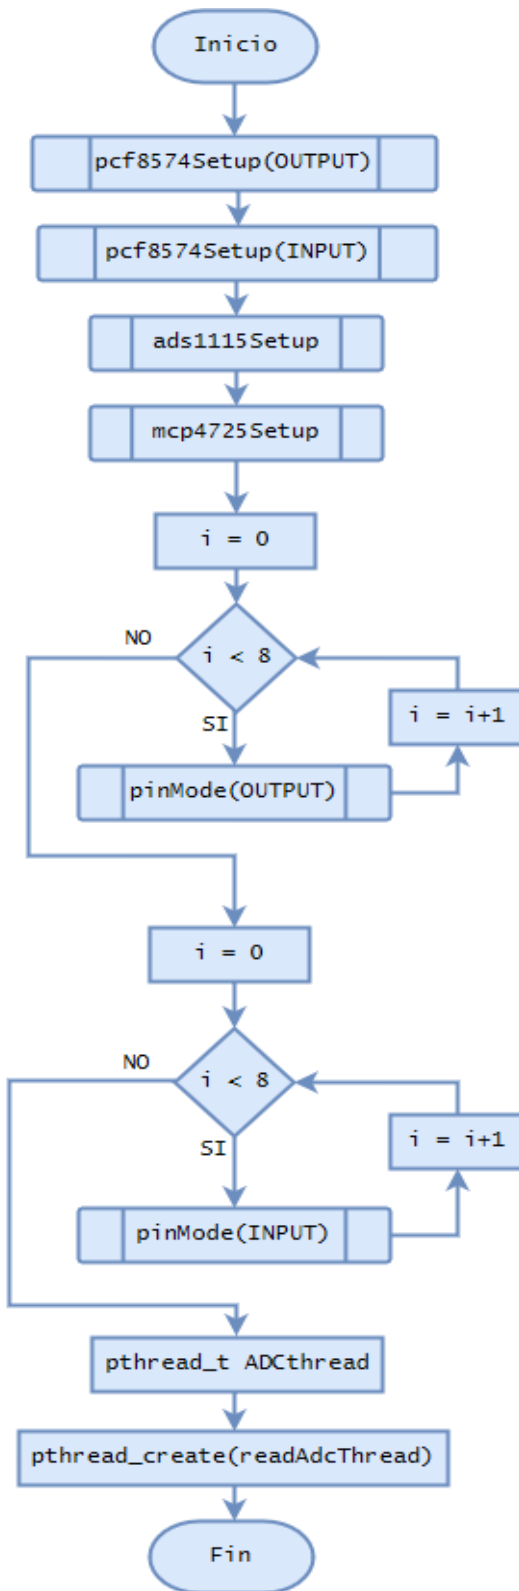 Inicio
pcf8574Setup(OUTPUT)
pcf8574Setup(INPUT)
ads1115Setup
mcp4725Setup
i = 0
NO
i < 8
SI
i = i+1
pinMode(OUTPUT)
i = 0
NO
i < 8
SI
i = i+1
pinMode(INPUT)
pthread_t ADCthread
pthread_create(readAdcThread)
Fin